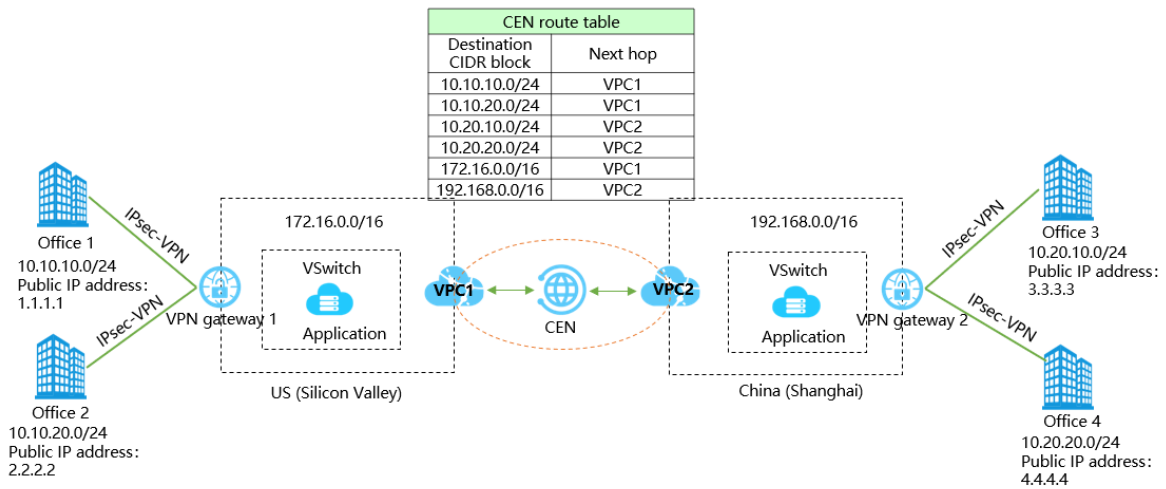 CEN route table
Destination
CIDR block
Next hop
10.10.10.0/24 VPC1
10.10.20.0/24 VPC1
10.20.10.0/24 VPC2
10.20.20.0/24 VPC2
172.16.0.0/16 VPC1
192.168.0.0/16 VPC2
IPsec-VPN
Office 1
10.10.10.0/24
Public IP address:
1.1.1.1
IPsec-VPN
Office 2
10.10.20.0/24
Public IP address:
2.2.2.2
VPN gateway 1
172.16.0.0/16
VSwitch
Application
US (Silicon Valley)
VPC1
CEN
VPC2
192.168.0.0/16
VSwitch
Application
China (Shanghai)
VPN gateway 2
IPsec-VPN
Office 3
10.20.10.0/24
Public IP address:
3.3.3.3
IPsec-VPN
Office 4
10.20.20.0/24
Public IP address:
4.4.4.4